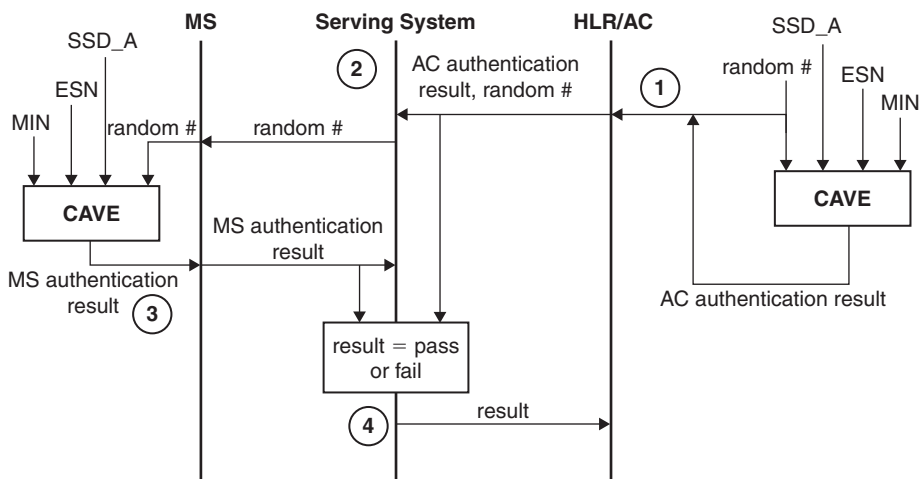 MS
Serving System
HLR/AC
SSD_A
ESN
MIN
random #
CAVE
MS authentication
result
3
2
random #
MS authentication
result
result = pass
or fail
4
result
AC authentication
result, random #
1
random #
SSD_A
ESN
MIN
CAVE
AC authentication result